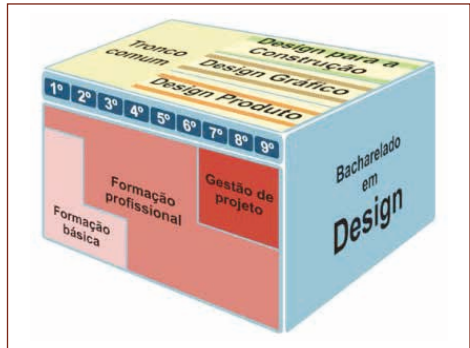 Tronco
comum
Design para a
Construção
Design Gráfico
Design Produto
1º 2º 3º 4º 5º 6º 7º 8º 9º
Formação
básica
Formação
profissional
Gestão de
projeto
Bacharelado
em
Design